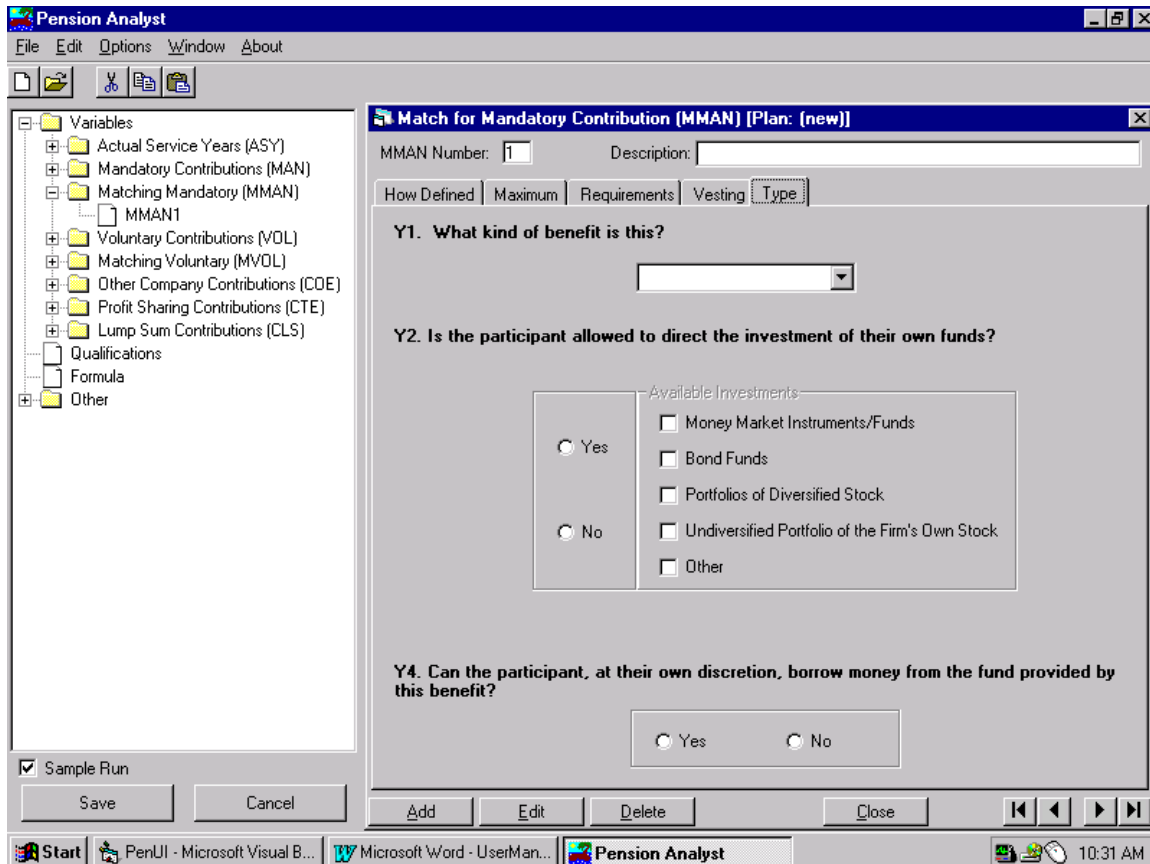 Pension Analyst
File Edit Options Window About
Variables
Actual Service Years (ASY)
Mandatory Contributions (MAN)
Matching Mandatory (MMAN)
MMAN1
Voluntary Contributions (VOL)
Matching Voluntary (MVOL)
Other Company Contributions (COE)
Profit Sharing Contributions (CTE)
Lump Sum Contributions (CLS)
Qualifications
Formula
Other
Sample Run
Save Cancel
Match for Mandatory Contribution (MMAN) [Plan: (new)]
MMAN Number: 1 Description:
How Defined Maximum Requirements Vesting Type
Y1. What kind of benefit is this?
Y2. Is the participant allowed to direct the investment of their own funds?
Available Investments
Yes
No
Money Market Instruments/Funds
Bond Funds
Portfolios of Diversified Stock
Undiversified Portfolio of the Firm's Own Stock
Other
Y4. Can the participant, at their own discretion, borrow money from the fund provided by
this benefit?
Yes No
Add Edit Delete Close
Start PenUI - Microsoft Visual B... Microsoft Word - UserMan... Pension Analyst 10:31 AM